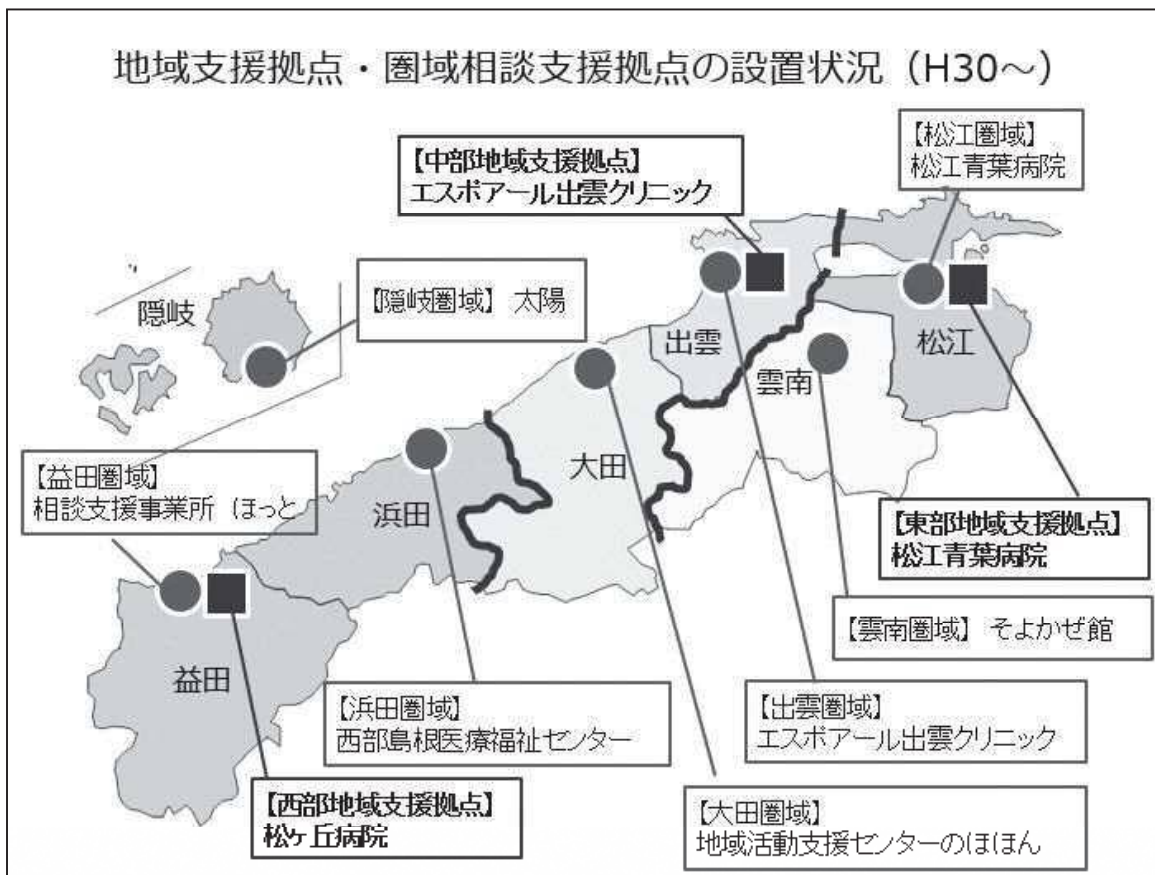 地域支援拠点・圏域相談支援拠点の設置状況（H30～）
【松江圏域】
松江青葉病院
【中部地域支援拠点】
エスポアール出雲クリニック
【隠岐圏域】 太陽
隠岐
出雲
松江
雲南
大田
浜田
益田
【益田圏域】
相談支援事業所 ほっと
【東部地域支援拠点】
松江青葉病院
【雲南圏域】 そよかぜ館
【浜田圏域】
西部島根医療福祉センター
【出雲圏域】
エスポアール出雲クリニック
【西部地域支援拠点】
松ヶ丘病院
【大田圏域】
地域活動支援センターのほほん